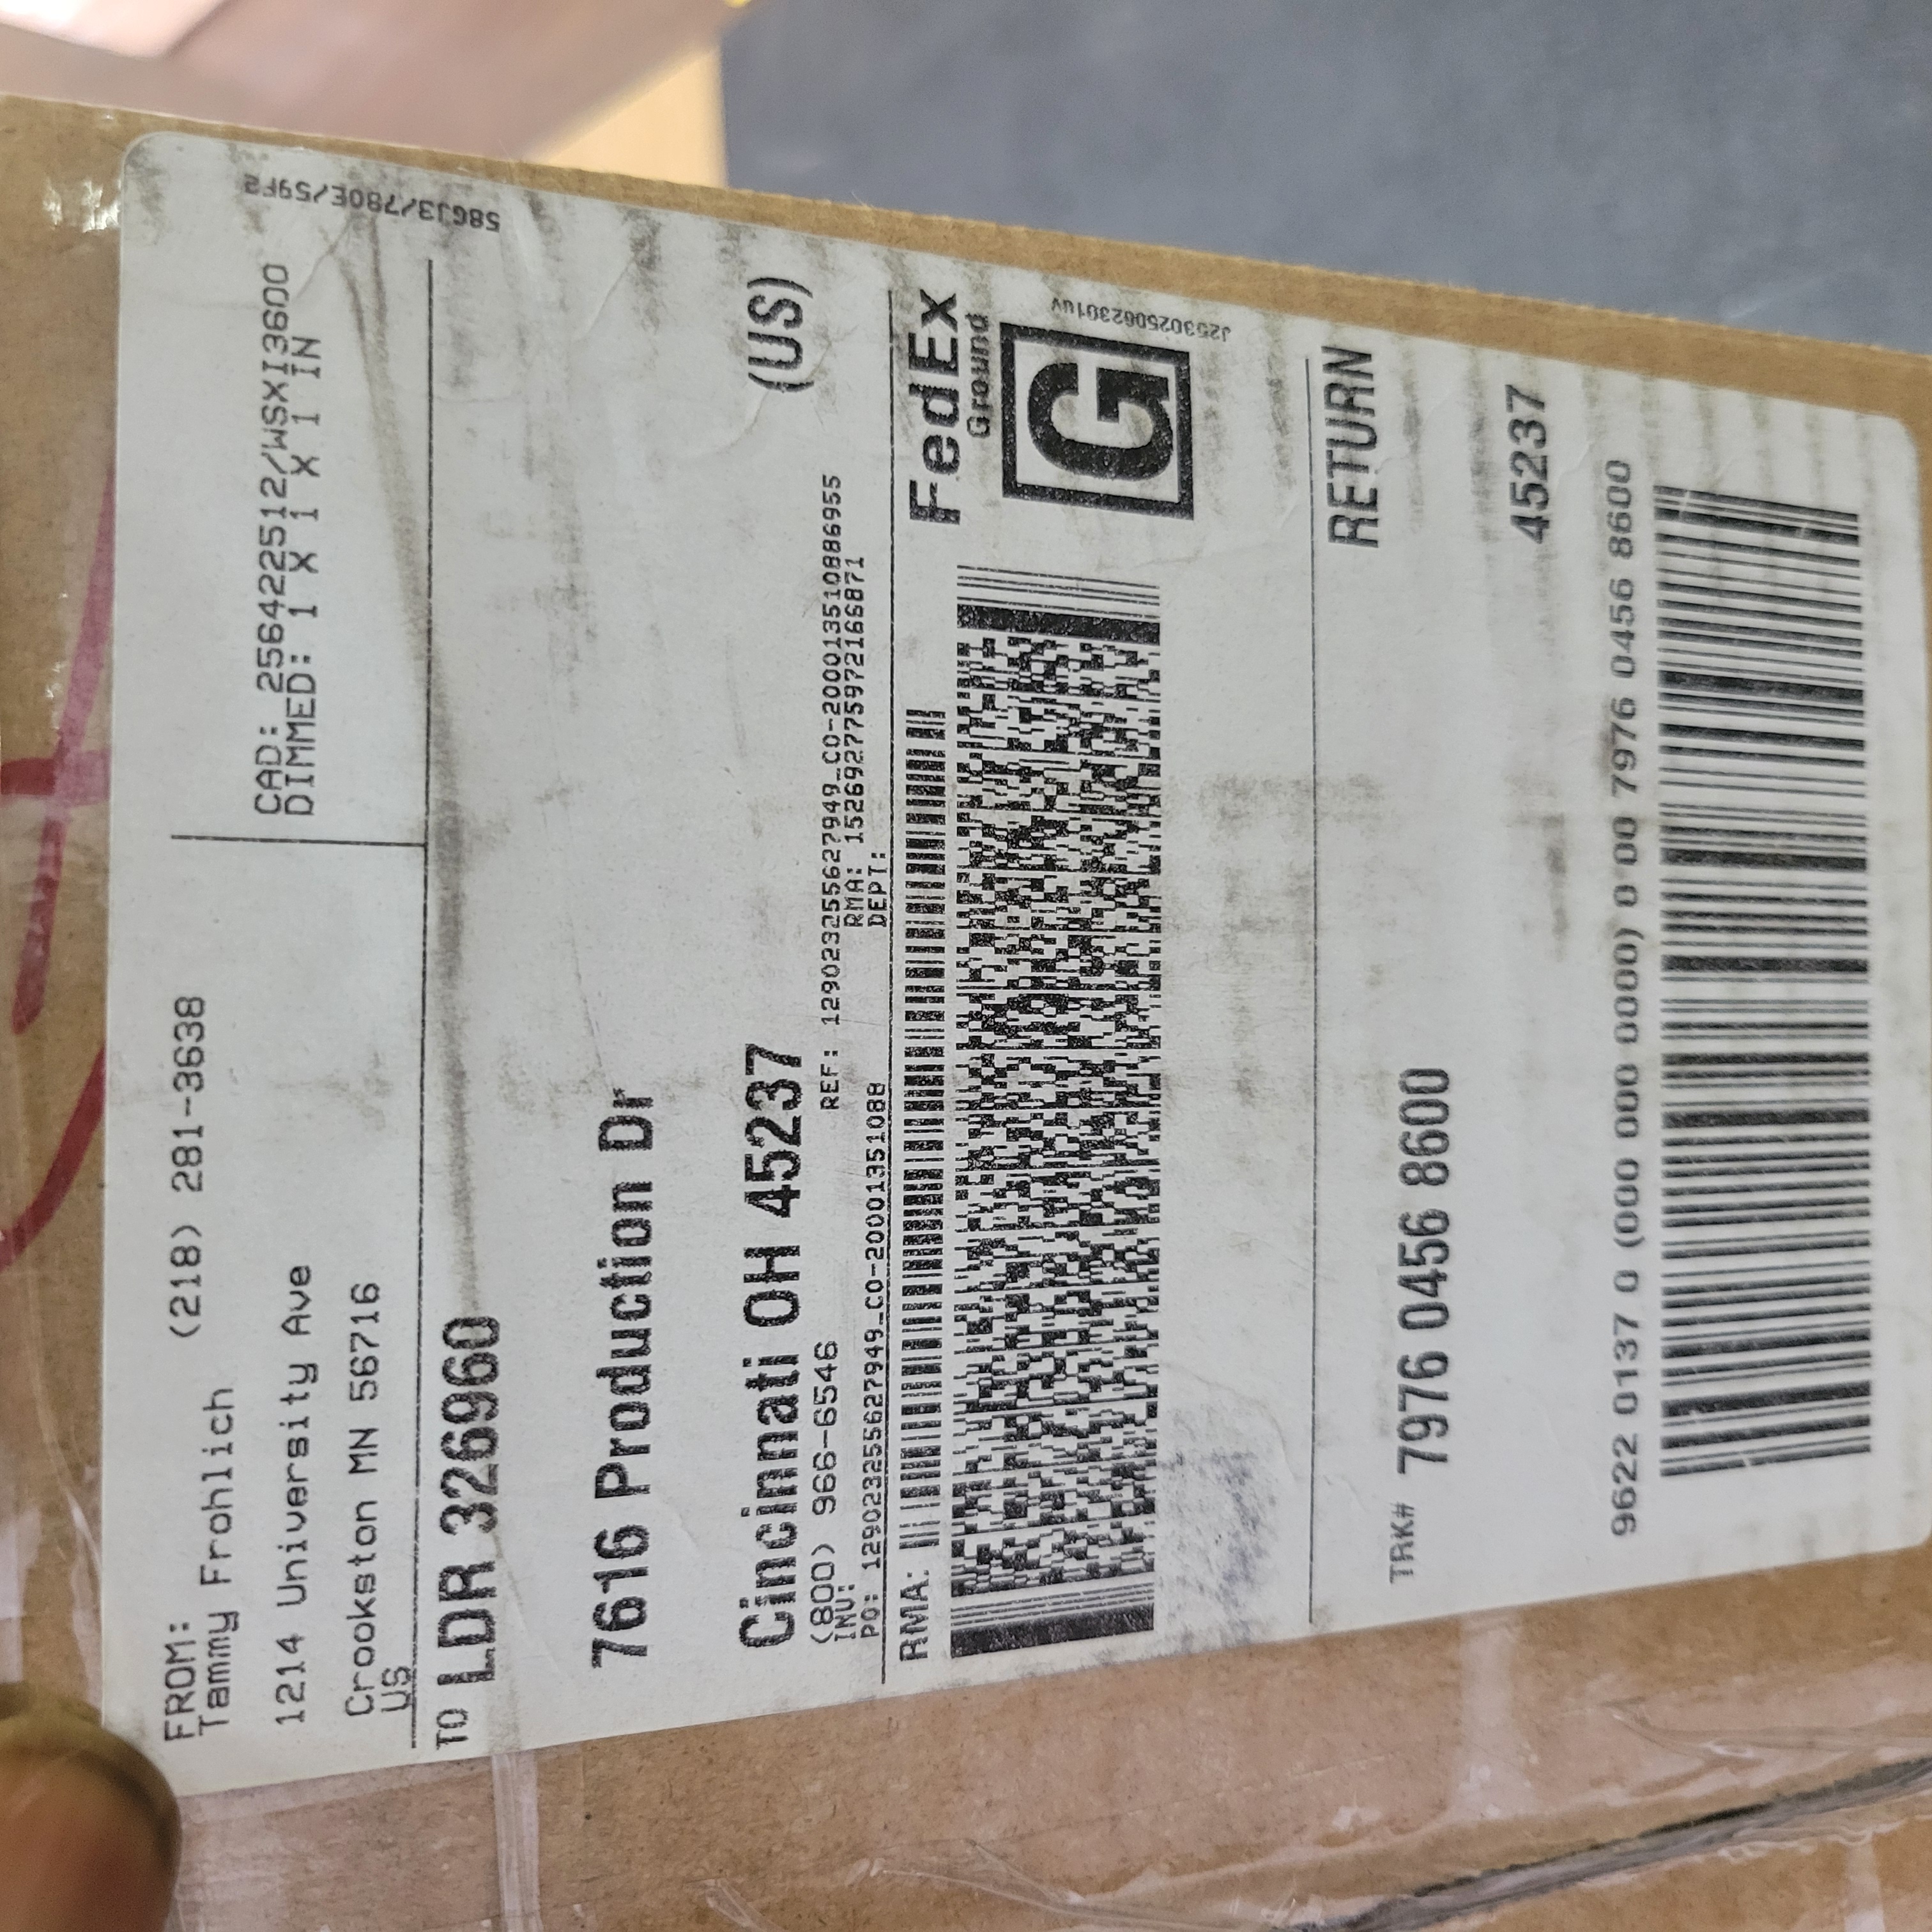 FROM: (218) 281-3638
Tammy Frohlich
1214 University Ave
Crookston MN 56716
US
CAD: 256422512/WSXI3600
DIMMED: 1 X 1 X 1 IN
586J3/780E/59F2
TO LDR 326960
7616 Production Dr
Cincinnati OH 45237 (US)
(800) 966-6546
REF: 129023255627949_CO-200013510886955
INV:
RMA: 152692775972166871
PO: 129023255627949_CO-20001351088
DEPT:
RMA:
FedEx
Ground
G
J253025062301uv
RETURN
TRK# 7976 0456 8600
45237
9622 0137 0 (000 000 0000) 0 00 7976 0456 8600